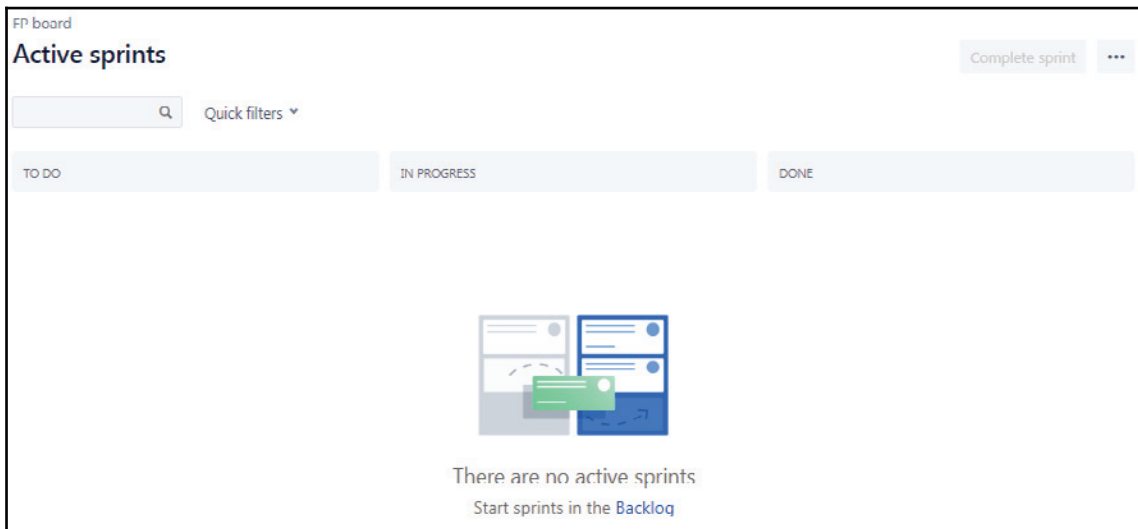 FP board
Active sprints
Complete sprint
Quick filters
TO DO
IN PROGRESS
DONE
There are no active sprints
Start sprints in the Backlog